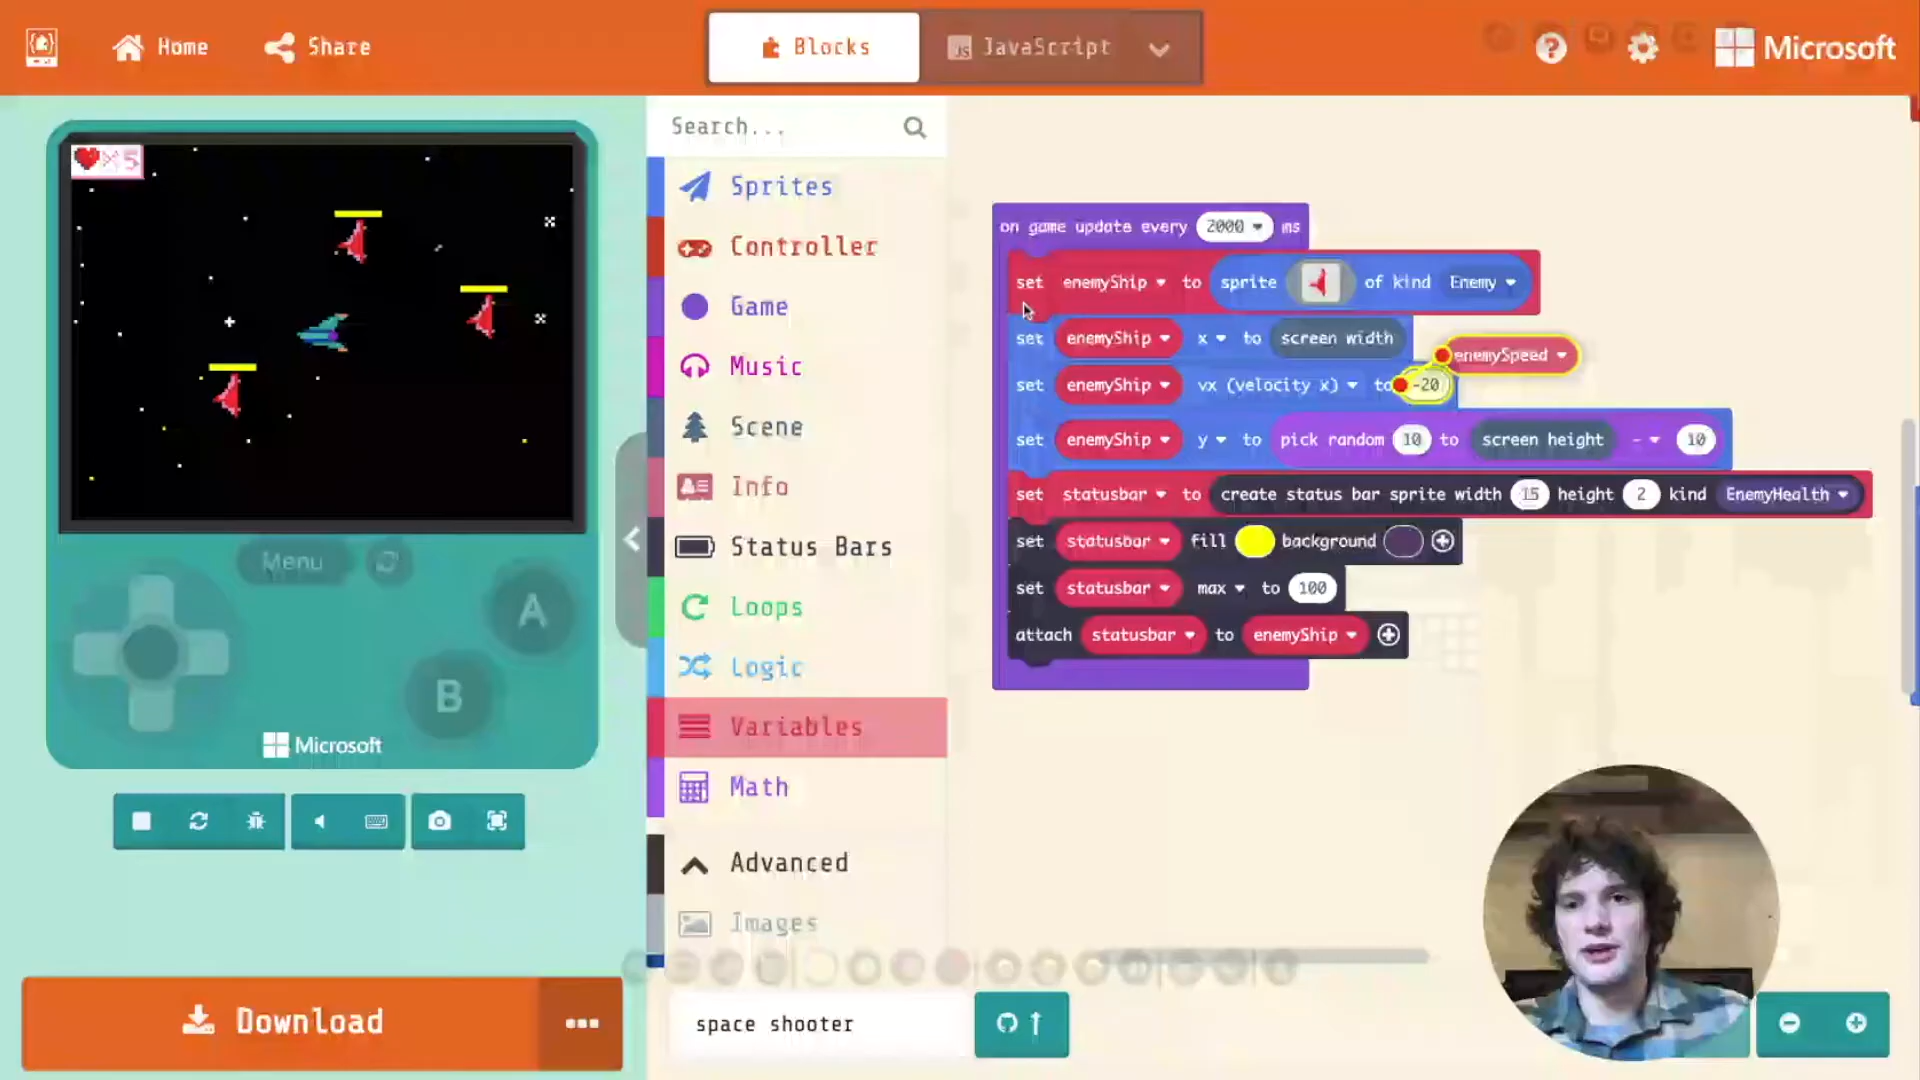 Home
Share
Blocks
JavaScript
Microsoft
× 5
Menu
A
B
Microsoft
Search...
Sprites
Controller
Game
Music
Scene
Info
Status Bars
Loops
Logic
Variables
Math
Advanced
Images
on game update every 2000 ms
set enemyShip to sprite of kind Enemy
set enemyShip x to screen width
enemySpeed
set enemyShip vx (velocity x) to -20
set enemyShip y to pick random 10 to screen height - 10
set statusbar to create status bar sprite width 15 height 2 kind EnemyHealth
set statusbar fill background
set statusbar max to 100
attach statusbar to enemyShip
Download
space shooter